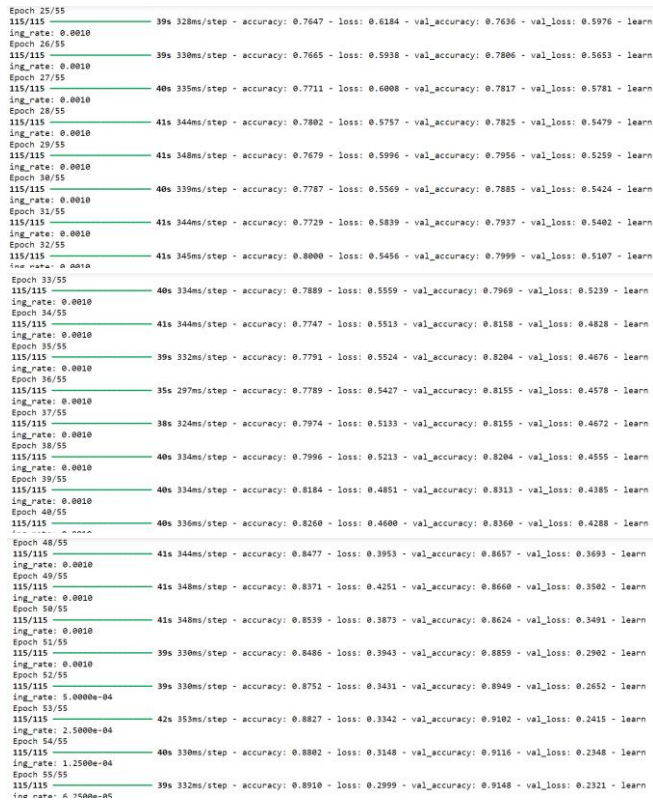 Epoch 25/55
115/115 39s 328ms/step - accuracy: 0.7647 - loss: 0.6184 - val_accuracy: 0.7636 - val_loss: 0.5976 - learn
ing_rate: 0.0010
Epoch 26/55
115/115 39s 330ms/step - accuracy: 0.7665 - loss: 0.5938 - val_accuracy: 0.7806 - val_loss: 0.5653 - learn
ing_rate: 0.0010
Epoch 27/55
115/115 40s 335ms/step - accuracy: 0.7711 - loss: 0.6008 - val_accuracy: 0.7817 - val_loss: 0.5781 - learn
ing_rate: 0.0010
Epoch 28/55
115/115 41s 344ms/step - accuracy: 0.7802 - loss: 0.5757 - val_accuracy: 0.7825 - val_loss: 0.5479 - learn
ing_rate: 0.0010
Epoch 29/55
115/115 41s 348ms/step - accuracy: 0.7679 - loss: 0.5996 - val_accuracy: 0.7956 - val_loss: 0.5259 - learn
ing_rate: 0.0010
Epoch 30/55
115/115 40s 339ms/step - accuracy: 0.7787 - loss: 0.5569 - val_accuracy: 0.7885 - val_loss: 0.5424 - learn
ing_rate: 0.0010
Epoch 31/55
115/115 41s 344ms/step - accuracy: 0.7729 - loss: 0.5839 - val_accuracy: 0.7937 - val_loss: 0.5402 - learn
ing_rate: 0.0010
Epoch 32/55
115/115 41s 345ms/step - accuracy: 0.8000 - loss: 0.5456 - val_accuracy: 0.7999 - val_loss: 0.5107 - learn
ing_rate: 0.0010
Epoch 33/55
115/115 40s 334ms/step - accuracy: 0.7889 - loss: 0.5559 - val_accuracy: 0.7969 - val_loss: 0.5239 - learn
ing_rate: 0.0010
Epoch 34/55
115/115 41s 344ms/step - accuracy: 0.7747 - loss: 0.5513 - val_accuracy: 0.8158 - val_loss: 0.4828 - learn
ing_rate: 0.0010
Epoch 35/55
115/115 39s 332ms/step - accuracy: 0.7791 - loss: 0.5524 - val_accuracy: 0.8204 - val_loss: 0.4676 - learn
ing_rate: 0.0010
Epoch 36/55
115/115 35s 297ms/step - accuracy: 0.7789 - loss: 0.5427 - val_accuracy: 0.8155 - val_loss: 0.4578 - learn
ing_rate: 0.0010
Epoch 37/55
115/115 38s 324ms/step - accuracy: 0.7974 - loss: 0.5133 - val_accuracy: 0.8155 - val_loss: 0.4672 - learn
ing_rate: 0.0010
Epoch 38/55
115/115 40s 334ms/step - accuracy: 0.7996 - loss: 0.5213 - val_accuracy: 0.8204 - val_loss: 0.4555 - learn
ing_rate: 0.0010
Epoch 39/55
115/115 40s 334ms/step - accuracy: 0.8184 - loss: 0.4851 - val_accuracy: 0.8313 - val_loss: 0.4385 - learn
ing_rate: 0.0010
Epoch 40/55
115/115 40s 336ms/step - accuracy: 0.8260 - loss: 0.4600 - val_accuracy: 0.8360 - val_loss: 0.4288 - learn
Epoch 48/55
115/115 41s 344ms/step - accuracy: 0.8477 - loss: 0.3953 - val_accuracy: 0.8657 - val_loss: 0.3693 - learn
ing_rate: 0.0010
Epoch 49/55
115/115 41s 348ms/step - accuracy: 0.8371 - loss: 0.4251 - val_accuracy: 0.8660 - val_loss: 0.3502 - learn
ing_rate: 0.0010
Epoch 50/55
115/115 41s 348ms/step - accuracy: 0.8539 - loss: 0.3873 - val_accuracy: 0.8624 - val_loss: 0.3491 - learn
ing_rate: 0.0010
Epoch 51/55
115/115 39s 330ms/step - accuracy: 0.8486 - loss: 0.3943 - val_accuracy: 0.8859 - val_loss: 0.2902 - learn
ing_rate: 0.0010
Epoch 52/55
115/115 39s 330ms/step - accuracy: 0.8752 - loss: 0.3431 - val_accuracy: 0.8949 - val_loss: 0.2652 - learn
ing_rate: 5.0000e-04
Epoch 53/55
115/115 42s 353ms/step - accuracy: 0.8827 - loss: 0.3342 - val_accuracy: 0.9102 - val_loss: 0.2415 - learn
ing_rate: 2.5000e-04
Epoch 54/55
115/115 40s 330ms/step - accuracy: 0.8802 - loss: 0.3148 - val_accuracy: 0.9116 - val_loss: 0.2348 - learn
ing_rate: 1.2500e-04
Epoch 55/55
115/115 39s 332ms/step - accuracy: 0.8910 - loss: 0.2999 - val_accuracy: 0.9148 - val_loss: 0.2321 - learn
ing_rate: 6.2500e-05